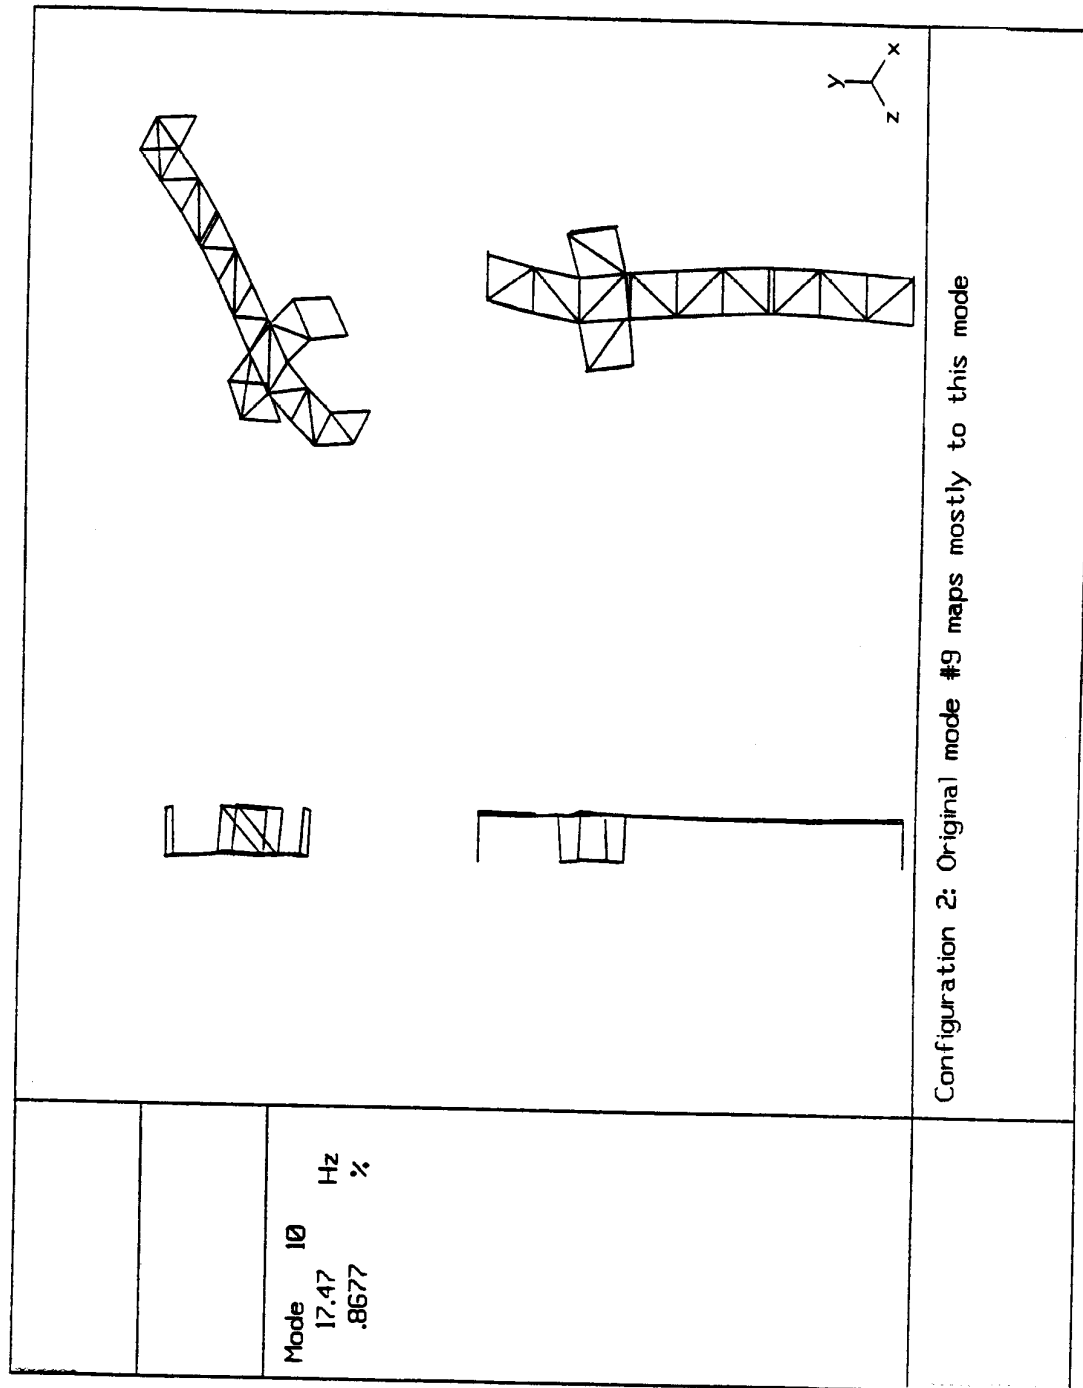 Mode 10
17.47 Hz
.8677 %
y
x
z
Configuration 2: Original mode #9 maps mostly to this mode